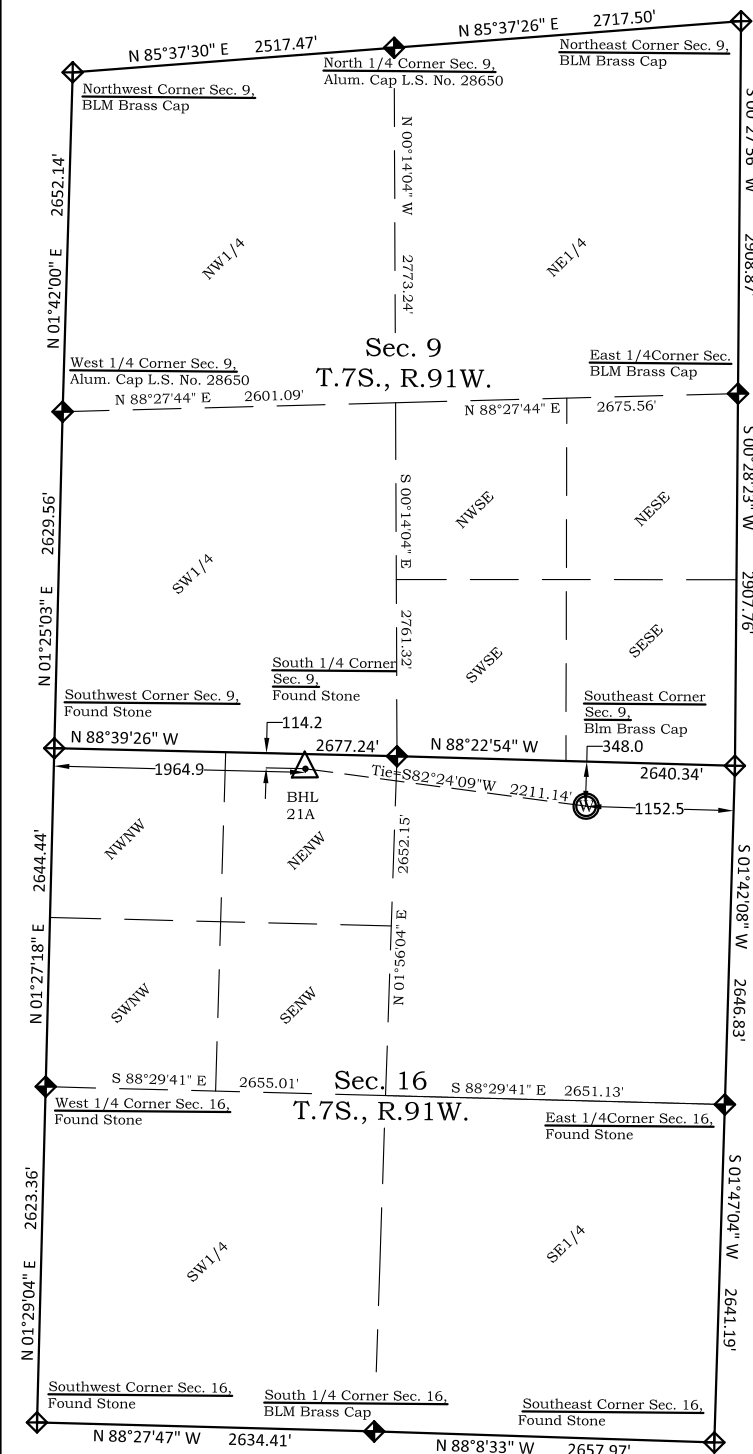 N 85°37'30" E 2517.47'
N 85°37'26" E 2717.50'
Northwest Corner Sec. 9,
BLM Brass Cap
North 1/4 Corner Sec. 9,
Alum. Cap L.S. No. 28650
Northeast Corner Sec. 9,
BLM Brass Cap
N 01°42'00" E 2652.14'
N 00°14'04" W 2773.24'
NW1/4
NE1/4
Sec. 9
T.7S., R.91W.
West 1/4 Corner Sec. 9,
Alum. Cap L.S. No. 28650
East 1/4Corner Sec.
BLM Brass Cap
N 88°27'44" E 2601.09'
N 88°27'44" E 2675.56'
S 00°28'23" W 2907.76'
N 01°25'03" E 2629.56'
S 00°14'04" E 2761.32'
NWSE
NESE
SW1/4
SWSE
SESE
South 1/4 Corner
Sec. 9,
Found Stone
Southwest Corner Sec. 9,
Found Stone
Southeast Corner
Sec. 9,
Blm Brass Cap
114.2
348.0
N 88°39'26" W 2677.24'
N 88°22'54" W 2640.34'
1964.9
Tie=S82°24'09"W 2211.14'
W
1152.5
BHL
21A
NWNW
NENW
N 01°27'18" E 2644.44'
N 01°56'04" E 2652.15'
S 01°42'08" W 2646.83'
SWNW
SENW
S 88°29'41" E 2655.01'
S 88°29'41" E 2651.13'
Sec. 16
T.7S., R.91W.
West 1/4 Corner Sec. 16,
Found Stone
East 1/4Corner Sec. 16,
Found Stone
N 01°29'04" E 2623.36'
S 01°47'04" W 2641.19'
SW1/4
SE1/4
Southwest Corner Sec. 16,
Found Stone
South 1/4 Corner Sec. 16,
BLM Brass Cap
Southeast Corner Sec. 16,
Found Stone
N 88°27'47" W 2634.41'
N 88°8'33" W 2657.97'